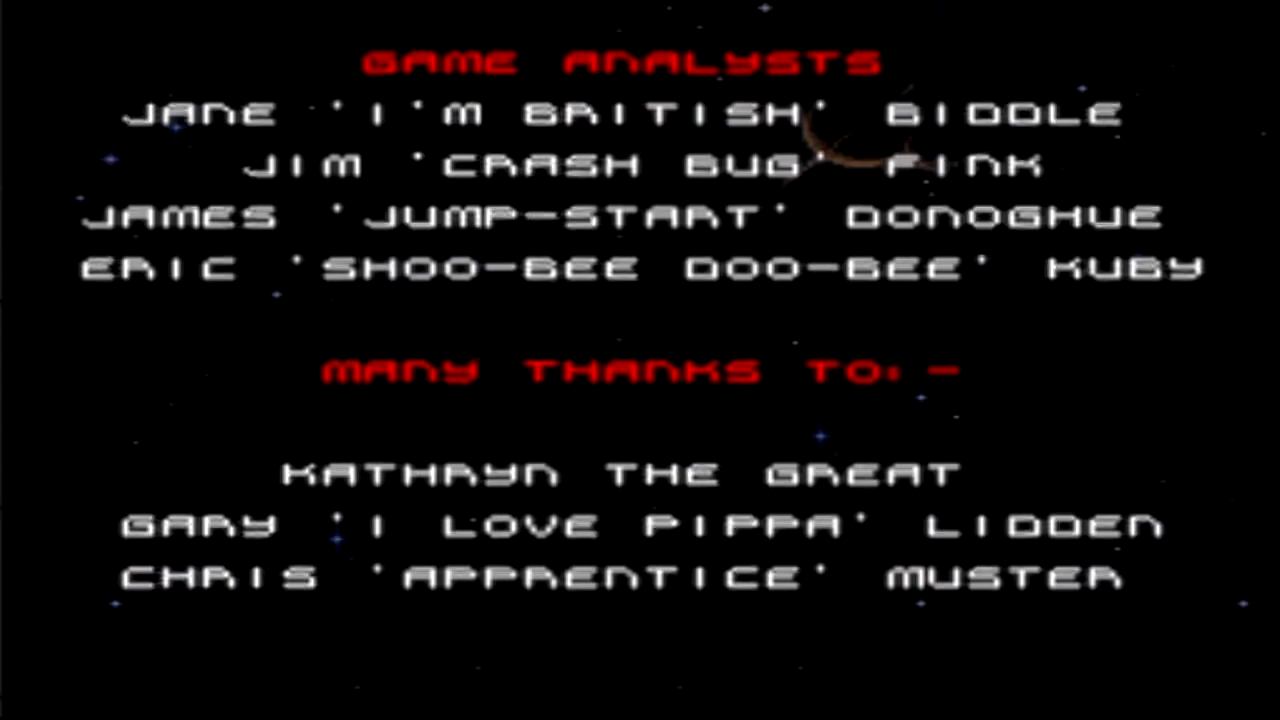 GAME ANALYSTS
JANE 'I'M BRITISH' BIDDLE
JIM 'CRASH BUG' FINK
JAMES 'JUMP-START' DONOGHUE
ERIC 'SHOO-BEE DOO-BEE' KUBY
MANY THANKS TO:-
KATHRYN THE GREAT
GARY 'I LOVE PIPPA' LIDDEN
CHRIS 'APPRENTICE' MUSTER